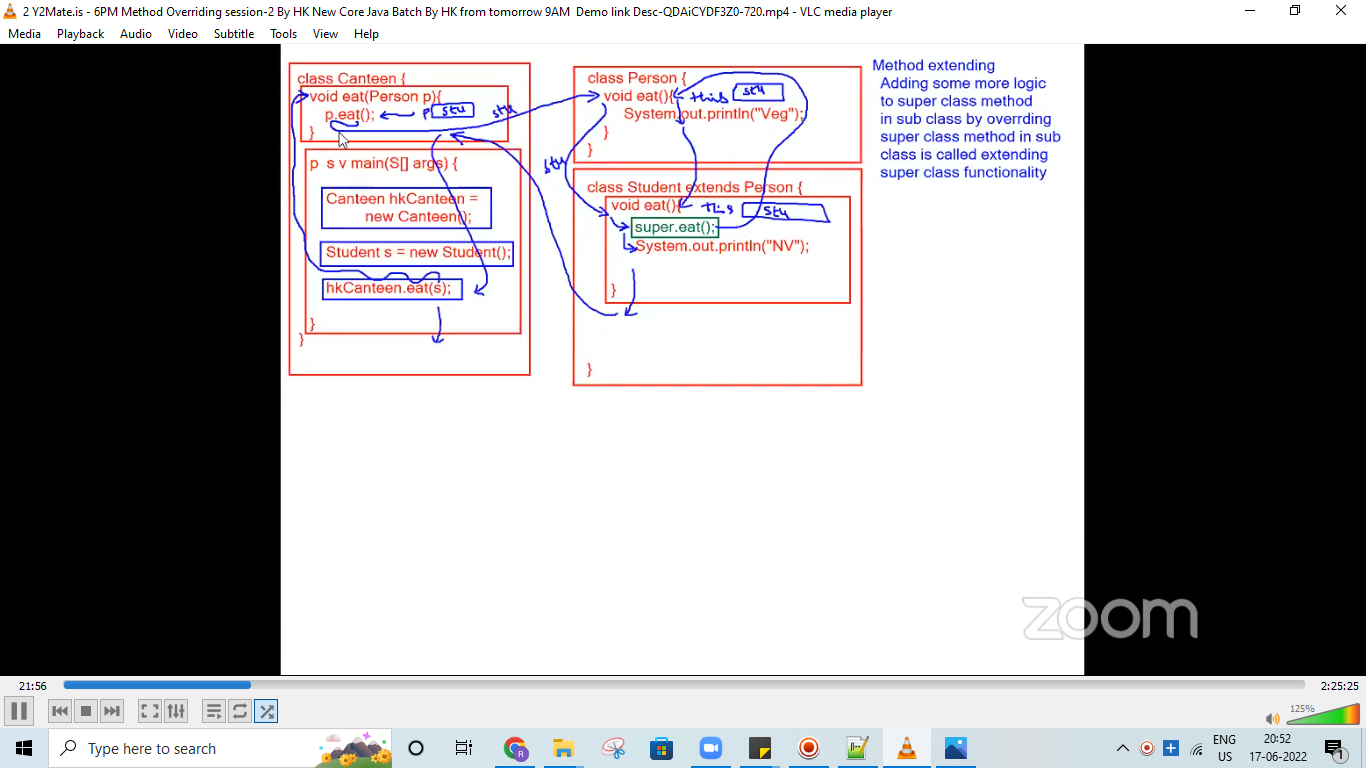 2 Y2Mate.is - 6PM Method Overriding session-2 By HK New Core Java Batch By HK from tomorrow 9AM  Demo link Desc-QDAiCYDF3Z0-720.mp4 - VLC media player
Media Playback Audio Video Subtitle Tools View Help
class Canteen {
void eat(Person p){
p.eat(); p stu
}
stu
p s v main(S[] args) {
Canteen hkCanteen =
new Canteen();
Student s = new Student();
hkCanteen.eat(s);
}
}
class Person {
void eat(){ this stu
System.out.println("Veg");
}
}
stu
class Student extends Person {
void eat(){ this stu
super.eat();
System.out.println("NV");
}
}
Method extending
Adding some more logic
to super class method
in sub class by overrding
super class method in sub
class is called extending
super class functionality
zoom
21:56 2:25:25
125%
Type here to search
ENG
US
20:52
17-06-2022
1